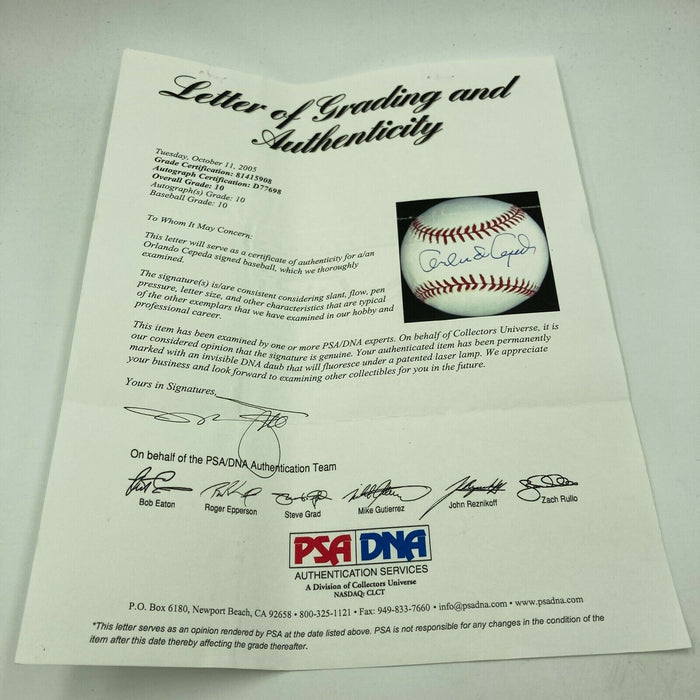 Letter of Grading and
Authenticity
Tuesday, October 11, 2005
Grade Certification: 81415908
Autograph Certification: D77698
Overall Grade: 10
Autograph(s) Grade: 10
Baseball Grade: 10
To Whom It May Concern:
This letter will serve as a certificate of authenticity for a/an
Orlando Cepeda signed baseball, which we thoroughly
examined.
The signature(s) is/are consistent considering slant, flow, pen
pressure, letter size, and other characteristics that are typical
of the other exemplars that we have examined in our hobby and
professional career.
Orlando Cepeda
This item has been examined by one or more PSA/DNA experts. On behalf of Collectors Universe, it is
our considered opinion that the signature is genuine. Your authenticated item has been permanently
marked with an invisible DNA daub that will fluoresce under a patented laser lamp. We appreciate
your business and look forward to examining other collectibles for you in the future.
Yours in Signatures,
On behalf of the PSA/DNA Authentication Team
Bob Eaton
Roger Epperson
Steve Grad
Mike Gutierrez
John Reznikoff
Zach Rullo
PSA DNA
AUTHENTICATION SERVICES
A Division of Collectors Universe
NASDAQ: CLCT
P.O. Box 6180, Newport Beach, CA 92658 • 800-325-1121 • Fax: 949-833-7660 • info@psadna.com • www.psadna.com
*This letter serves as an opinion rendered by PSA at the date listed above. PSA is not responsible for any changes in the condition of the
item after this date thereby affecting the grade thereafter.